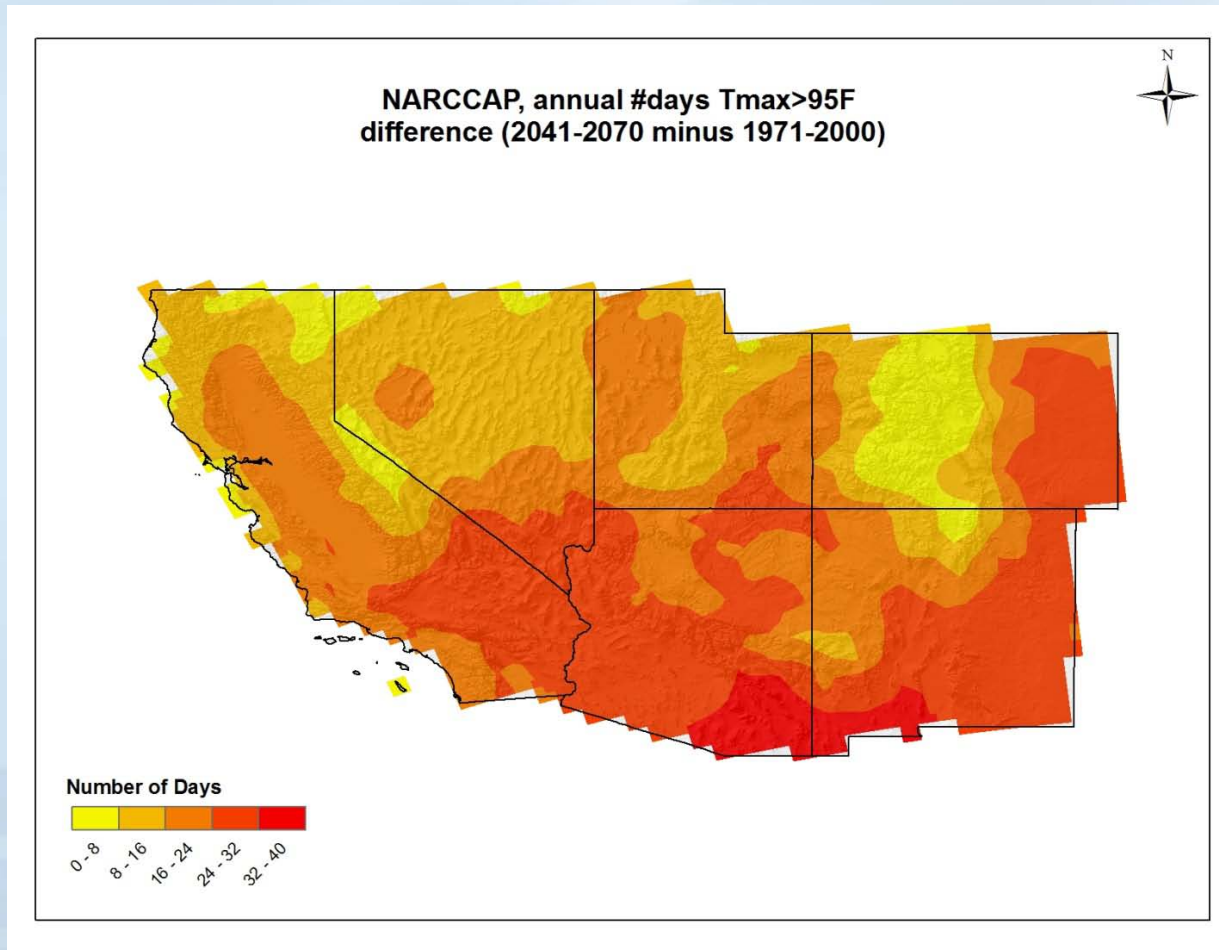 N
NARCCAP, annual #days Tmax>95F
difference (2041-2070 minus 1971-2000)
Number of Days
0 - 8
8 - 16
16 - 24
24 - 32
32 - 40